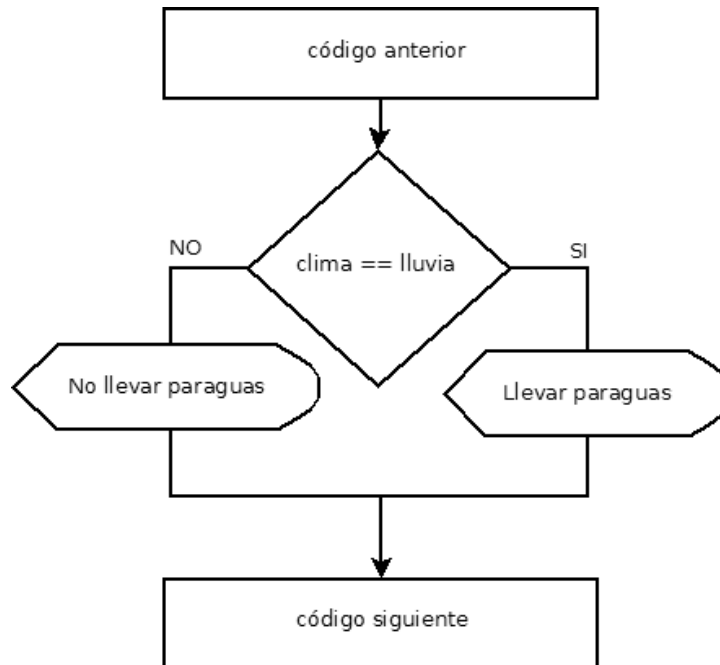 código anterior
NO
SI
clima == lluvia
No llevar paraguas
Llevar paraguas
código siguiente